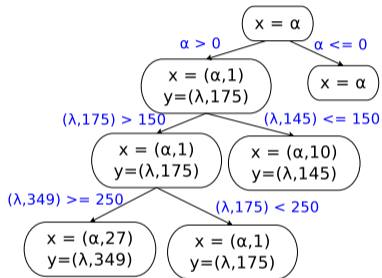 x = α
α > 0
α <= 0
x = (α,1)
y=(λ,175)
x = α
(λ,175) > 150
(λ,145) <= 150
x = (α,1)
y=(λ,175)
x = (α,10)
y=(λ,145)
(λ,349) >= 250
(λ,175) < 250
x = (α,27)
y=(λ,349)
x = (α,1)
y=(λ,175)